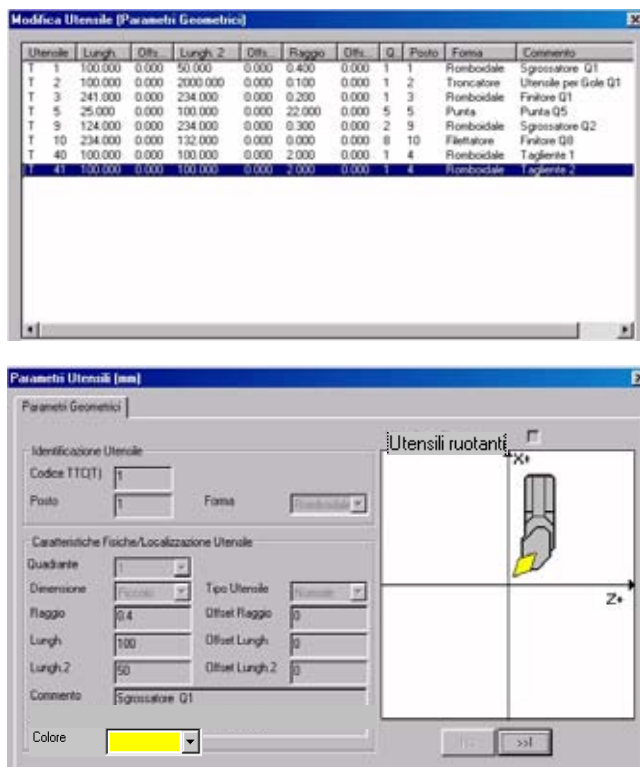 Modifica Utensile (Parametri Geometrici)
Utensile Lungh. Offs... Lungh. 2 Offs... Raggio Offs... Q. Posto Forma Commento
T 1 100.000 0.000 50.000 0.000 0.400 0.000 1 1 Romboidale Sgrossatore Q1
T 2 100.000 0.000 2000.000 0.000 0.100 0.000 1 2 Troncatore Utensile per Gole Q1
T 3 241.000 0.000 234.000 0.000 0.200 0.000 1 3 Romboidale Finitore Q1
T 5 25.000 0.000 100.000 0.000 22.000 0.000 5 5 Punta Punta Q5
T 9 124.000 0.000 234.000 0.000 0.300 0.000 2 9 Romboidale Sgrossatore Q2
T 10 234.000 0.000 132.000 0.000 0.000 0.000 8 10 Filettatore Finitore Q8
T 40 100.000 0.000 100.000 0.000 2.000 0.000 1 4 Romboidale Tagliente 1
T 41 100.000 0.000 100.000 0.000 2.000 0.000 1 4 Romboidale Tagliente 2
Parametri Utensili (mm)
Parametri Geometrici
Utensili ruotanti
Identificazione Utensile
Codice TTC(T) 1
Posto 1 Forma Romboidale
X+
Z+
Caratteristiche Fisiche/Localizzazione Utensile
Quadrante 1
Dimensione Piccolo Tipo Utensile Normale
Raggio 0.4 Offset Raggio 0
Lungh 100 Offset Lungh 0
Lungh.2 50 Offset Lungh.2 0
Commento Sgrossatore Q1
Colore
>>|